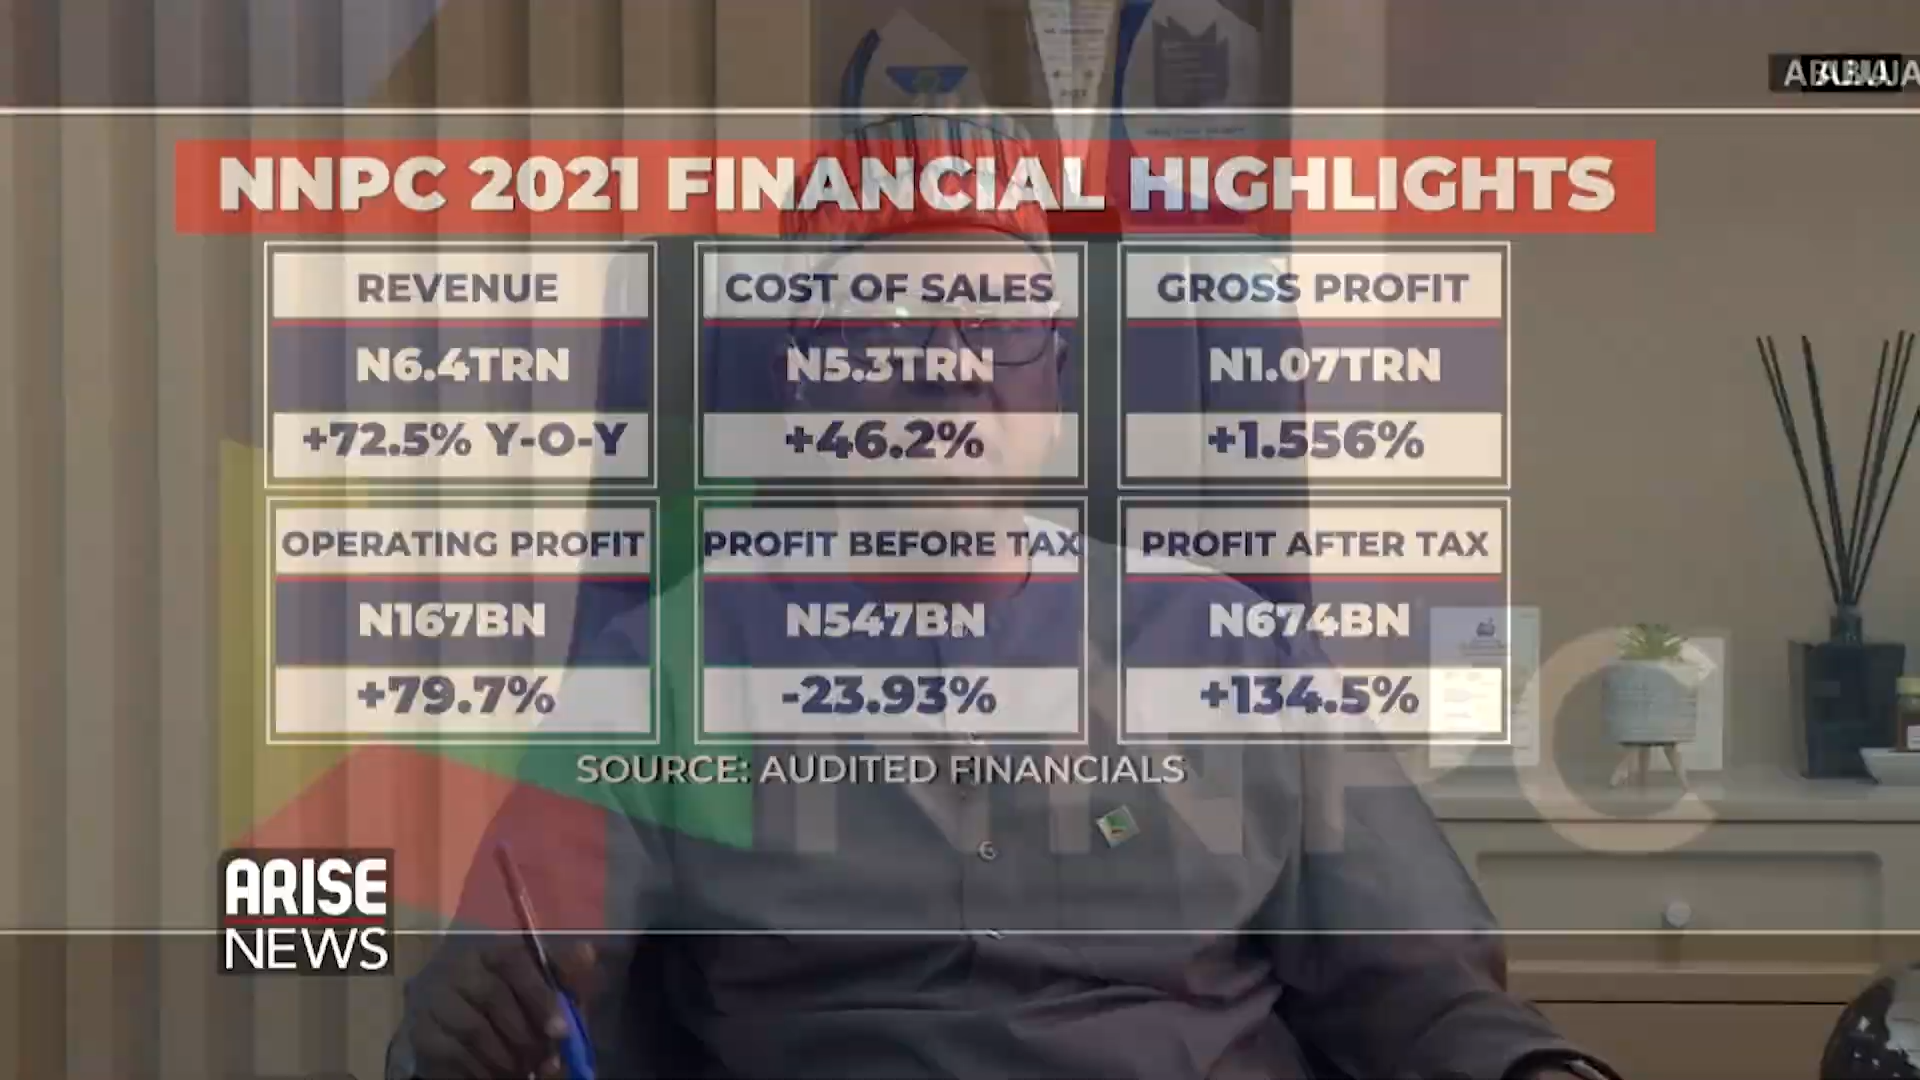 NNPC 2021 FINANCIAL HIGHLIGHTS
REVENUE
N6.4TRN
+72.5% Y-O-Y
COST OF SALES
N5.3TRN
+46.2%
GROSS PROFIT
N1.07TRN
+1.556%
OPERATING PROFIT
N167BN
+79.7%
PROFIT BEFORE TAX
N547BN
-23.93%
PROFIT AFTER TAX
N674BN
+134.5%
SOURCE: AUDITED FINANCIALS
ARISE
NEWS